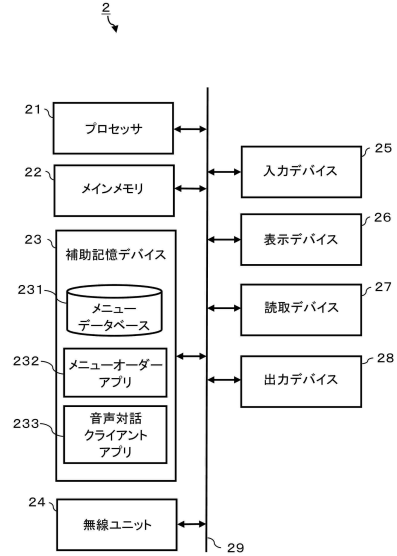 2
21
プロセッサ
22
メインメモリ
23
補助記憶デバイス
231
メニュー
データベース
232
メニューオーダー
アプリ
233
音声対話
クライアント
アプリ
24
無線ユニット
25
入力デバイス
26
表示デバイス
27
読取デバイス
28
出力デバイス
29